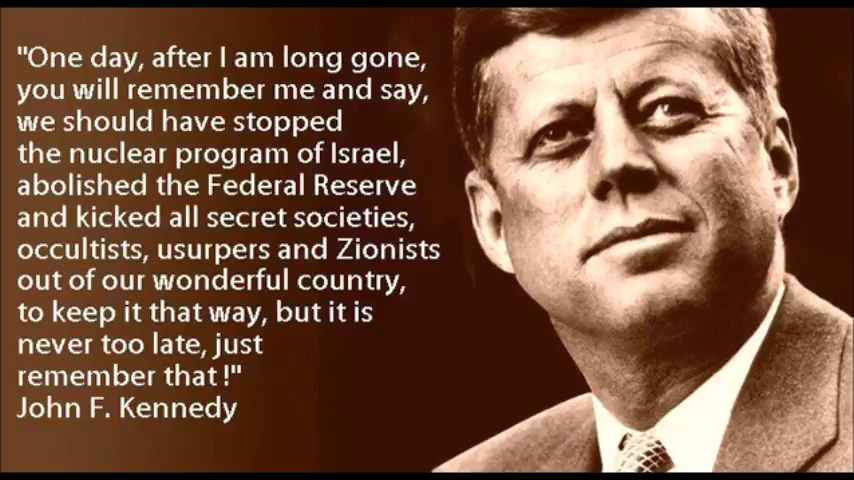 "One day, after I am long gone,
you will remember me and say,
we should have stopped
the nuclear program of Israel,
abolished the Federal Reserve
and kicked all secret societies,
occultists, usurpers and Zionists
out of our wonderful country,
to keep it that way, but it is
never too late, just
remember that!"
John F. Kennedy